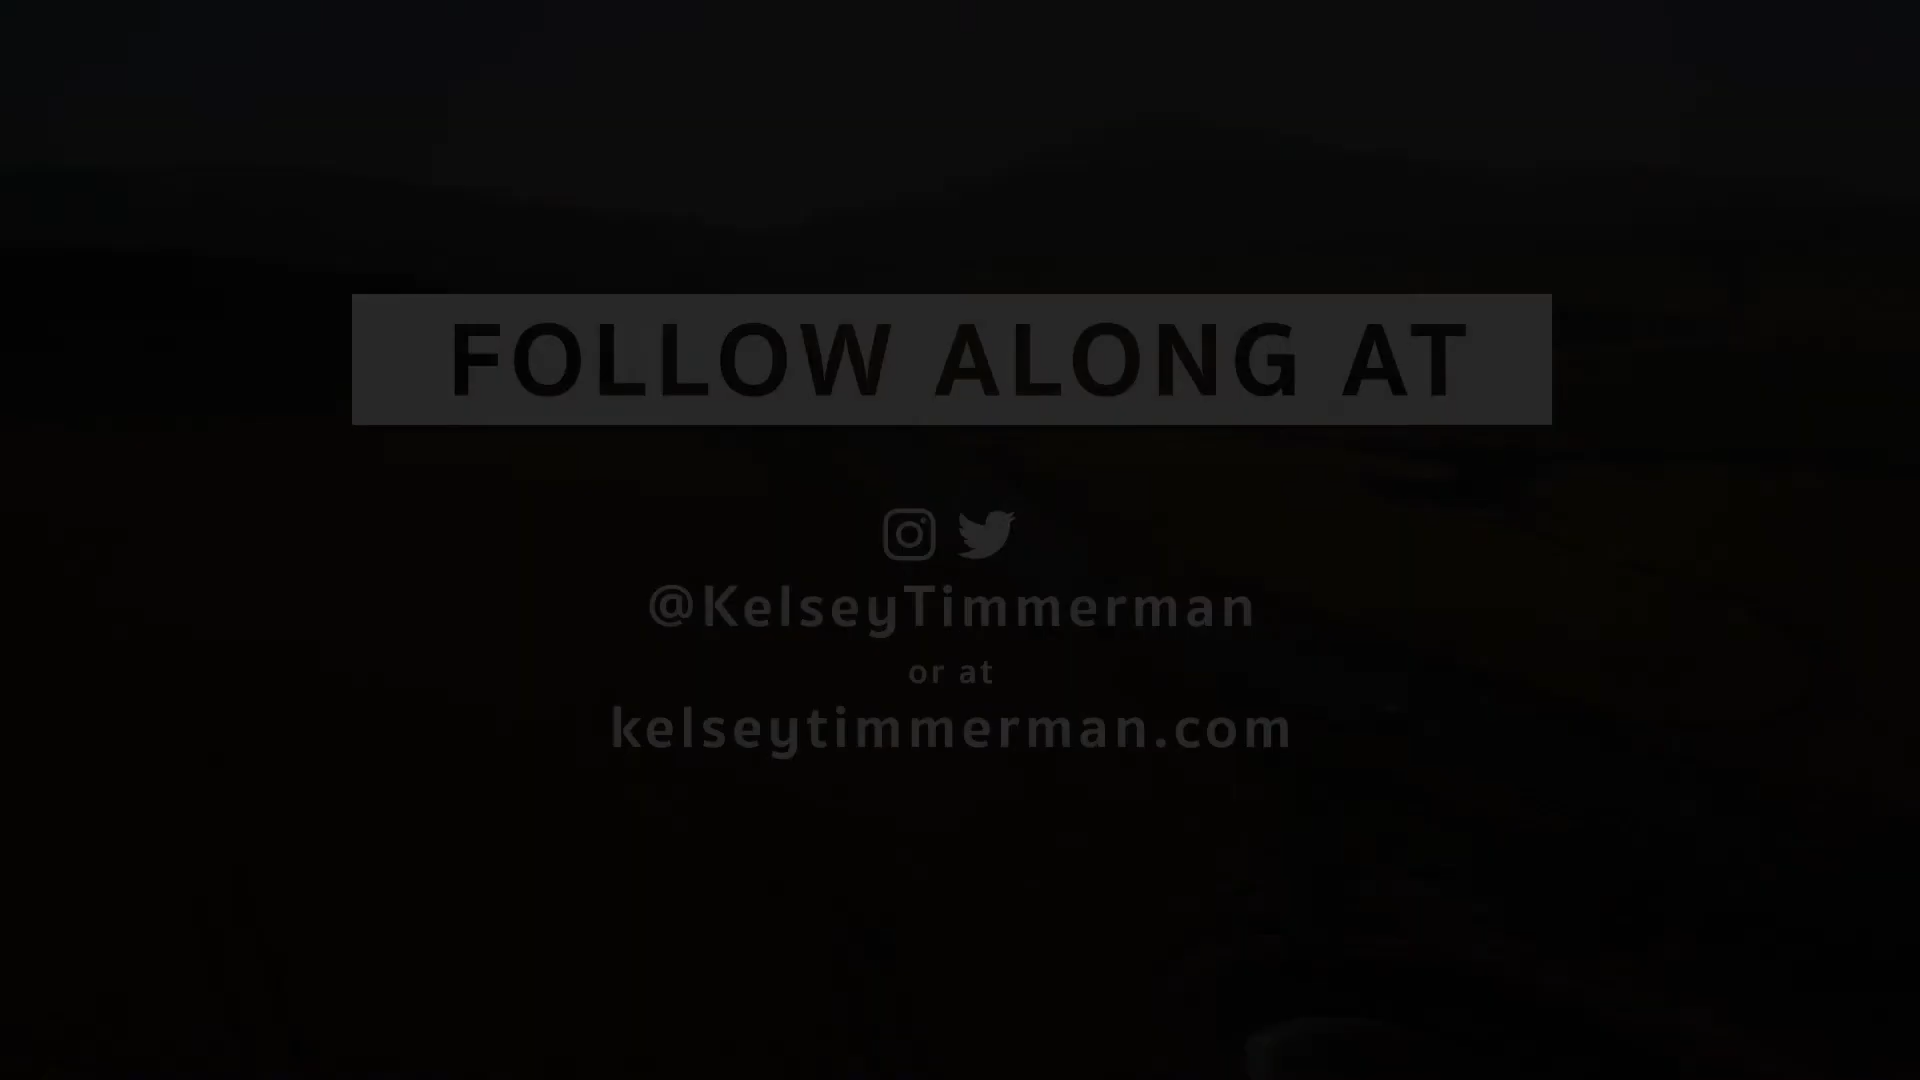 FOLLOW ALONG AT
@KelseyTimmerman
or at
kelseytimmerman.com